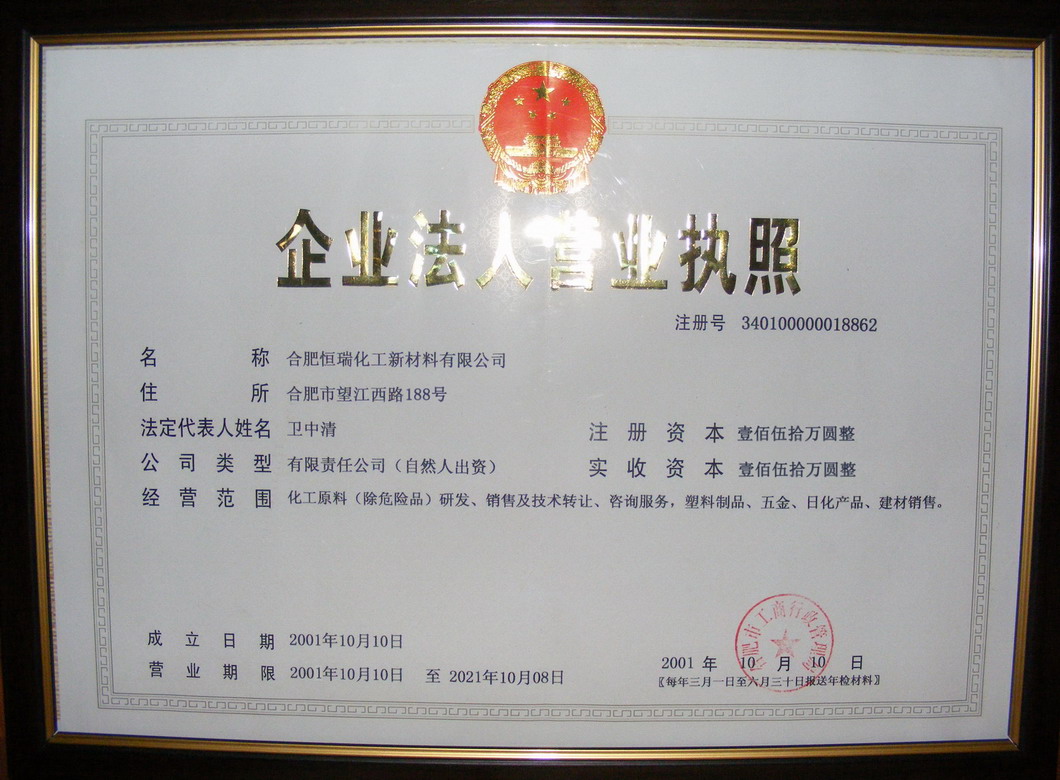 企业法人营业执照
注册号 340100000018862
名称 合肥恒瑞化工新材料有限公司
住所 合肥市望江西路188号
法定代表人姓名 卫中清 注册资本 壹佰伍拾万圆整
公司类型 有限责任公司（自然人出资） 实收资本 壹佰伍拾万圆整
经营范围 化工原料（除危险品）研发、销售及技术转让、咨询服务，塑料制品、五金、日化产品、建材销售。
成立日期 2001年10月10日
营业期限 2001年10月10日 至 2021年10月08日
合肥市工商行政管理局
2001 年 10 月 10 日
〖每年三月一日至六月三十日报送年检材料〗